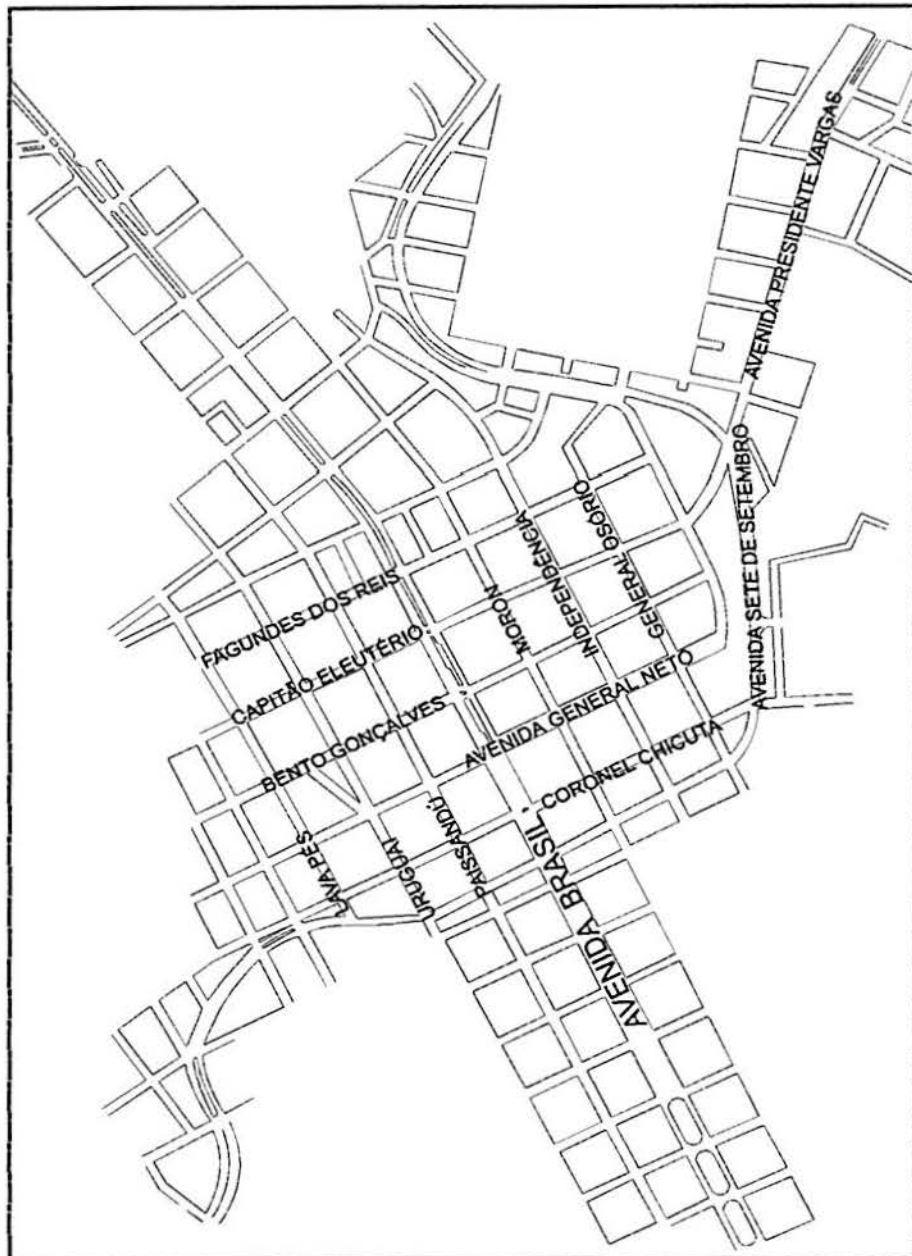 AVENIDA PRESIDENTE VARGAS
AVENIDA SETE DE SETEMBRO
GENERAL OSÓRIO
INDEPENDÊNCIA
MORON
FAGUNDES DOS REIS
CAPITÃO ELEUTÉRIO
BENTO GONÇALVES
AVENIDA GENERAL NETO
CORONEL CHICUTA
LAVA PÉS
URUGUAI
PAISSANDÚ
AVENIDA BRASIL